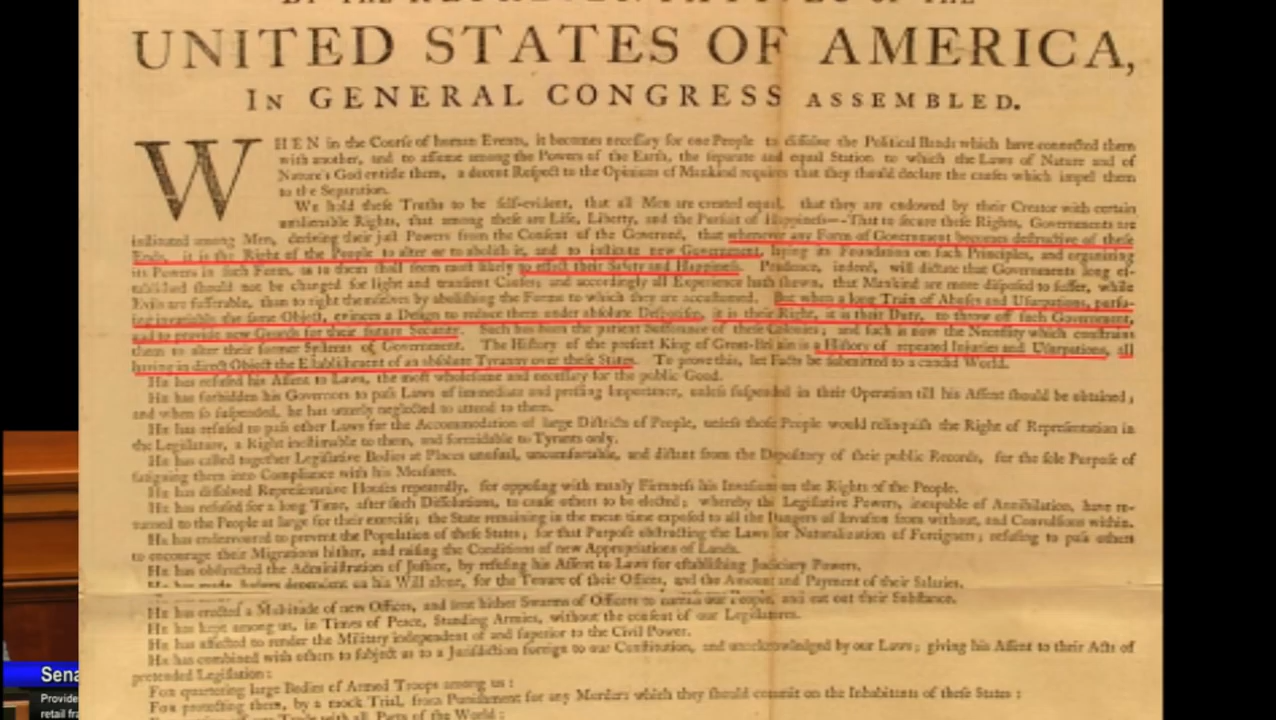 UNITED STATES OF AMERICA,
IN GENERAL CONGRESS ASSEMBLED.
WHEN in the Courſe of human Events, it becomes neceſſary for one People to diſſolve the Political Bands which have connected them
with another, and to aſſume among the Powers of the Earth, the ſeparate and equal Station to which the Laws of Nature and of
Nature's God entitle them, a decent Reſpect to the Opinions of Mankind requires that they ſhould declare the cauſes which impel them
to the Separation.
We hold theſe Truths to be ſelf-evident, that all Men are created equal, that they are endowed by their Creator with certain
unalienable Rights, that among theſe are Life, Liberty, and the Purſuit of Happineſs—-That to ſecure theſe Rights, Governments are
inſtituted among Men, deriving their juſt Powers from the Conſent of the Governed, that whenever any Form of Government becomes deſtructive of theſe
Ends, it is the Right of the People to alter or to aboliſh it, and to inſtitute new Government, laying its Foundation on ſuch Principles, and organizing
its Powers in ſuch Form, as to them ſhall ſeem moſt likely to effect their Safety and Happineſs. Prudence, indeed, will dictate that Governments long eſ-
tabliſhed ſhould not be changed for light and tranſient Cauſes; and accordingly all Experience hath ſhewn, that Mankind are more diſpoſed to ſuffer, while
Evils are ſufferable, than to right themſelves by aboliſhing the Forms to which they are accuſtomed. But when a long Train of Abuſes and Uſurpations, purſu-
ing invariably the ſame Object, evinces a Deſign to reduce them under abſolute Deſpotiſm, it is their Right, it is their Duty, to throw off ſuch Government,
and to provide new Guards for their future Security. Such has been the patient Sufferance of theſe Colonies; and ſuch is now the Neceſſity which conſtrains
them to alter their former Syſtems of Government. The Hiſtory of the preſent King of Great-Britain is a Hiſtory of repeated Injuries and Uſurpations, all
having in direct Object the Eſtabliſhment of an abſolute Tyranny over theſe States. To prove this, let Facts be ſubmitted to a candid World.
He has refuſed his Aſſent to Laws, the moſt wholeſome and neceſſary for the public Good.
He has forbidden his Governors to paſs Laws of immediate and preſſing Importance, unleſs ſuſpended in their Operation till his Aſſent ſhould be obtained;
and when ſo ſuſpended, he has utterly neglected to attend to them.
He has refuſed to paſs other Laws for the Accommodation of large Diſtricts of People, unleſs thoſe People would relinquiſh the Right of Repreſentation in
the Legiſlature, a Right ineſtimable to them, and formidable to Tyrants only.
He has called together Legiſlative Bodies at Places unuſual, uncomfortable, and diſtant from the Depoſitory of their public Records, for the ſole Purpoſe of
fatiguing them into Compliance with his Meaſures.
He has diſſolved Repreſentative Houſes repeatedly, for oppoſing with manly Firmneſs his Invaſions on the Rights of the People.
He has refuſed for a long Time, after ſuch Diſſolutions, to cauſe others to be elected; whereby the Legiſlative Powers, incapable of Annihilation, have re-
turned to the People at large for their exerciſe; the State remaining in the mean time expoſed to all the Dangers of Invaſion from without, and Convulſions within.
He has endeavoured to prevent the Population of theſe States; for that Purpoſe obſtructing the Laws for Naturalization of Foreigners; refuſing to paſs others
to encourage their Migrations hither, and raiſing the Conditions of new Appropriations of Lands.
He has obſtructed the Adminiſtration of Juſtice, by refuſing his Aſſent to Laws for eſtabliſhing Judiciary Powers.
He has made Judges dependent on his Will alone, for the Tenure of their Offices, and the Amount and Payment of their Salaries.
He has erected a Multitude of new Offices, and ſent hither Swarms of Officers to harraſs our People, and eat out their Subſtance.
He has kept among us, in Times of Peace, Standing Armies, without the conſent of our Legiſlatures.
He has affected to render the Military independent of and ſuperior to the Civil Power.
He has combined with others to ſubject us to a Juriſdiction foreign to our Conſtitution, and unacknowledged by our Laws; giving his Aſſent to their Acts of
pretended Legiſlation:
FOR quartering large Bodies of Armed Troops among us:
FOR protecting them, by a mock Trial, from Puniſhment for any Murders which they ſhould commit on the Inhabitants of theſe States:
Sena
Provide
retail fra